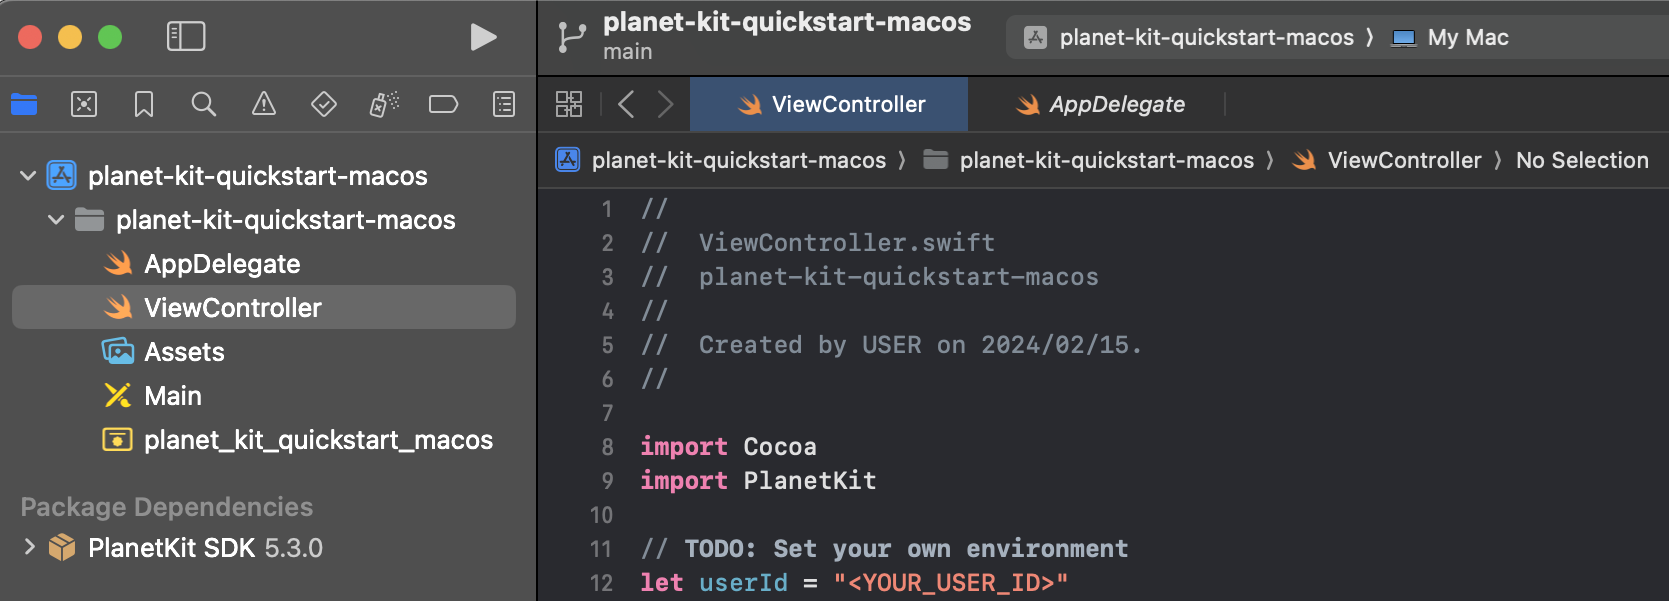 planet-kit-quickstart-macos
main
planet-kit-quickstart-macos 〉 My Mac
planet-kit-quickstart-macos
planet-kit-quickstart-macos
AppDelegate
ViewController
Assets
Main
planet_kit_quickstart_macos
Package Dependencies
PlanetKit SDK 5.3.0
ViewController
AppDelegate
planet-kit-quickstart-macos 〉 planet-kit-quickstart-macos 〉 ViewController 〉 No Selection
1 //
2 //  ViewController.swift
3 //  planet-kit-quickstart-macos
4 //
5 //  Created by USER on 2024/02/15.
6 //
7
8 import Cocoa
9 import PlanetKit
10
11 // TODO: Set your own environment
12 let userId = "<YOUR_USER_ID>"